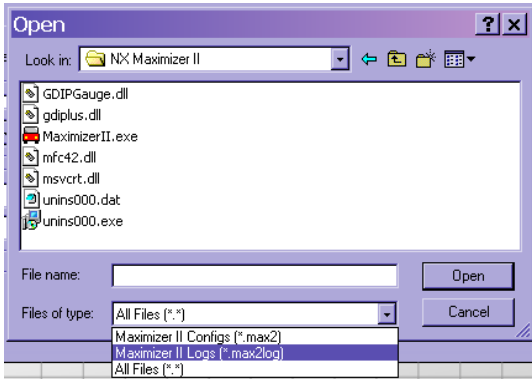 Open
Look in: NX Maximizer II
GDIPGauge.dll
gdiplus.dll
MaximizerII.exe
mfc42.dll
msvcrt.dll
unins000.dat
unins000.exe
File name: Open
Files of type: All Files (*.*) Cancel
Maximizer II Configs (*.max2)
Maximizer II Logs (*.max2log)
All Files (*.*)